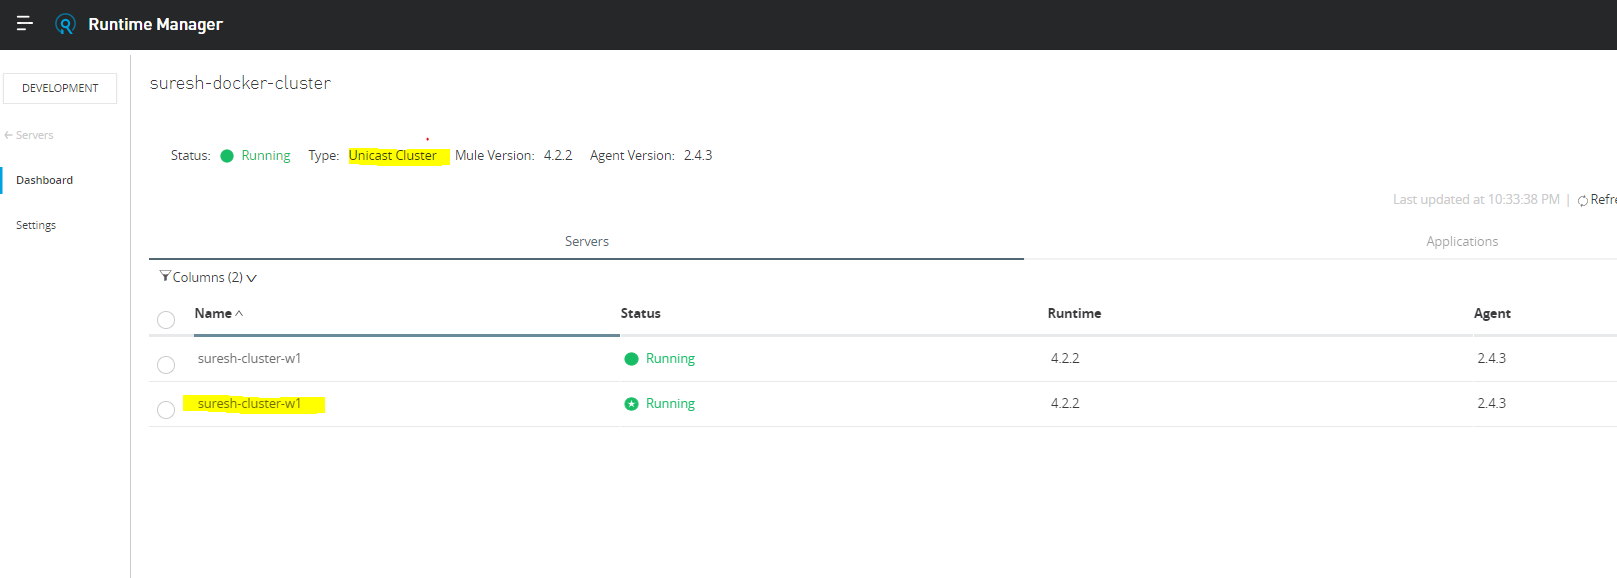 Runtime Manager
DEVELOPMENT
suresh-docker-cluster
← Servers
Status: Running Type: Unicast Cluster Mule Version: 4.2.2 Agent Version: 2.4.3
Dashboard
Last updated at 10:33:38 PM | Refre
Settings
Servers Applications
Columns (2)
Name Status Runtime Agent
suresh-cluster-w1 Running 4.2.2 2.4.3
suresh-cluster-w1 Running 4.2.2 2.4.3